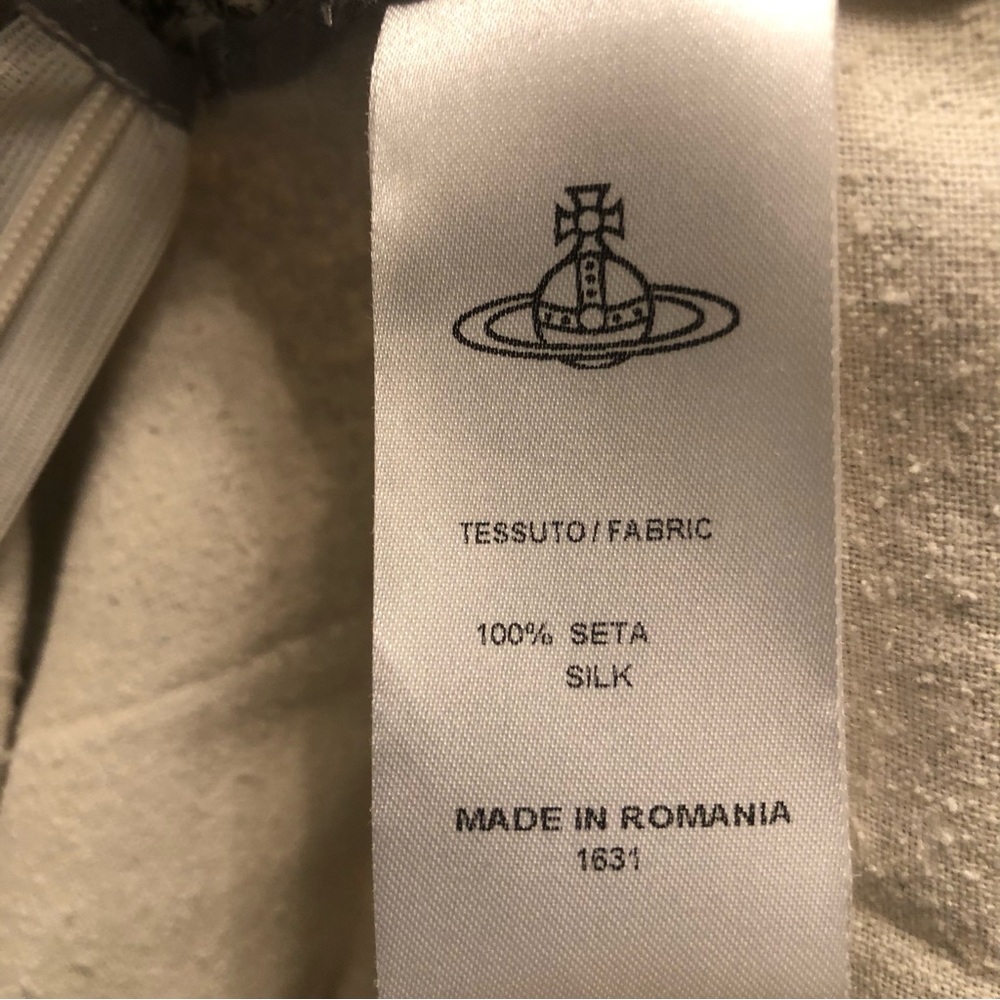 TESSUTO / FABRIC
100% SETA
SILK
MADE IN ROMANIA
1631